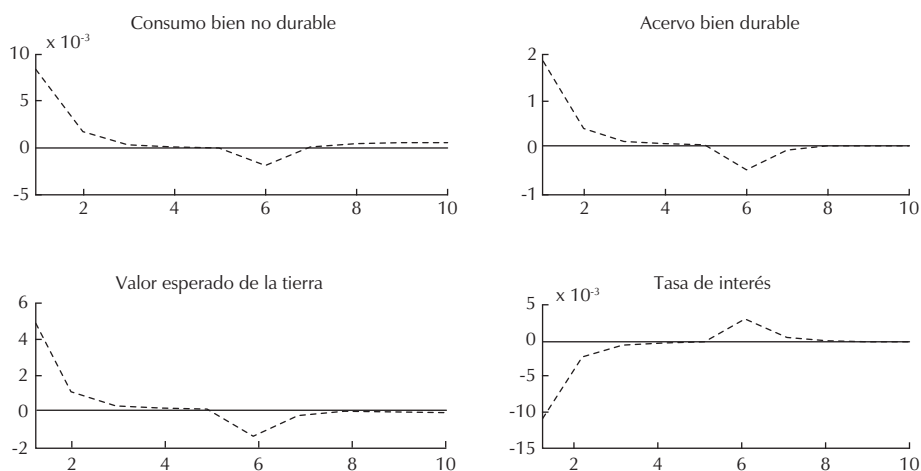 Consumo bien no durable
x 10-3
10
5
0
-5
2 4 6 8 10
Acervo bien durable
2
1
0
-1
2 4 6 8 10
Valor esperado de la tierra
6
4
2
0
-2
2 4 6 8 10
Tasa de interés
x 10-3
5
0
-5
-10
-15
2 4 6 8 10